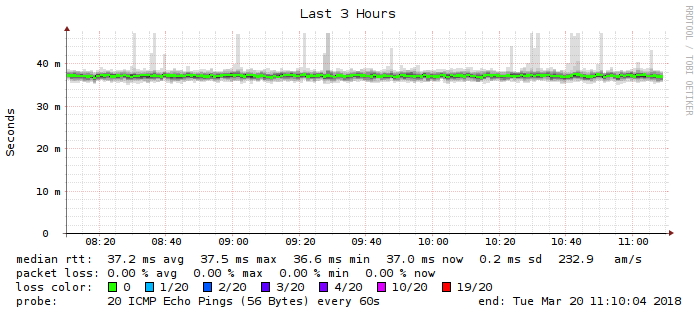 Last 3 Hours
RRDTOOL / TOBI OETIKER
Seconds
40 m
30 m
20 m
10 m
0
08:20 08:40 09:00 09:20 09:40 10:00 10:20 10:40 11:00
median rtt: 37.2 ms avg 37.5 ms max 36.6 ms min 37.0 ms now 0.2 ms sd 232.9 am/s
packet loss: 0.00 % avg 0.00 % max 0.00 % min 0.00 % now
loss color: 0 1/20 2/20 3/20 4/20 10/20 19/20
probe: 20 ICMP Echo Pings (56 Bytes) every 60s end: Tue Mar 20 11:10:04 2018